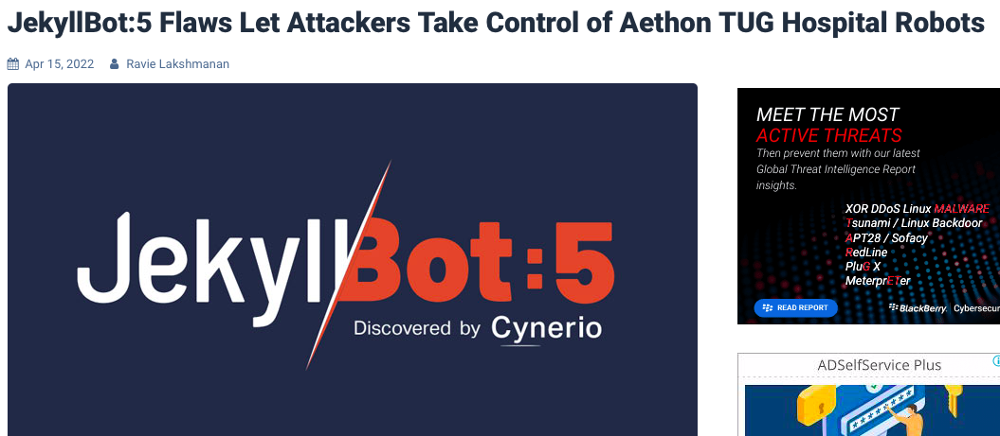 JekyllBot:5 Flaws Let Attackers Take Control of Aethon TUG Hospital Robots
Apr 15, 2022 Ravie Lakshmanan
JekyllBot:5
Discovered by Cynerio
MEET THE MOST
ACTIVE THREATS
Then prevent them with our latest
Global Threat Intelligence Report
insights.
XOR DDoS Linux MALWARE
Tsunami / Linux Backdoor
APT28 / Sofacy
RedLine
PluG X
MeterprETer
READ REPORT
BlackBerry. Cybersecur
ADSelfService Plus